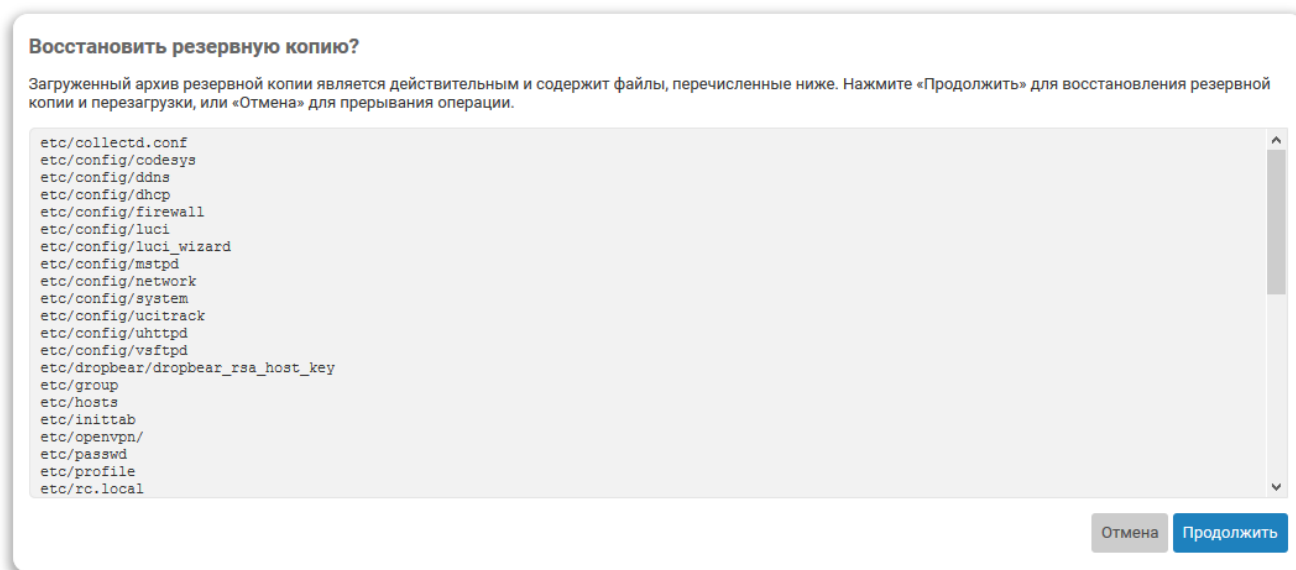 Восстановить резервную копию?
Загруженный архив резервной копии является действительным и содержит файлы, перечисленные ниже. Нажмите «Продолжить» для восстановления резервной
копии и перезагрузки, или «Отмена» для прерывания операции.
etc/collectd.conf
etc/config/codesys
etc/config/ddns
etc/config/dhcp
etc/config/firewall
etc/config/luci
etc/config/luci_wizard
etc/config/mstpd
etc/config/network
etc/config/system
etc/config/ucitrack
etc/config/uhttpd
etc/config/vsftpd
etc/dropbear/dropbear_rsa_host_key
etc/group
etc/hosts
etc/inittab
etc/openvpn/
etc/passwd
etc/profile
etc/rc.local
Отмена Продолжить